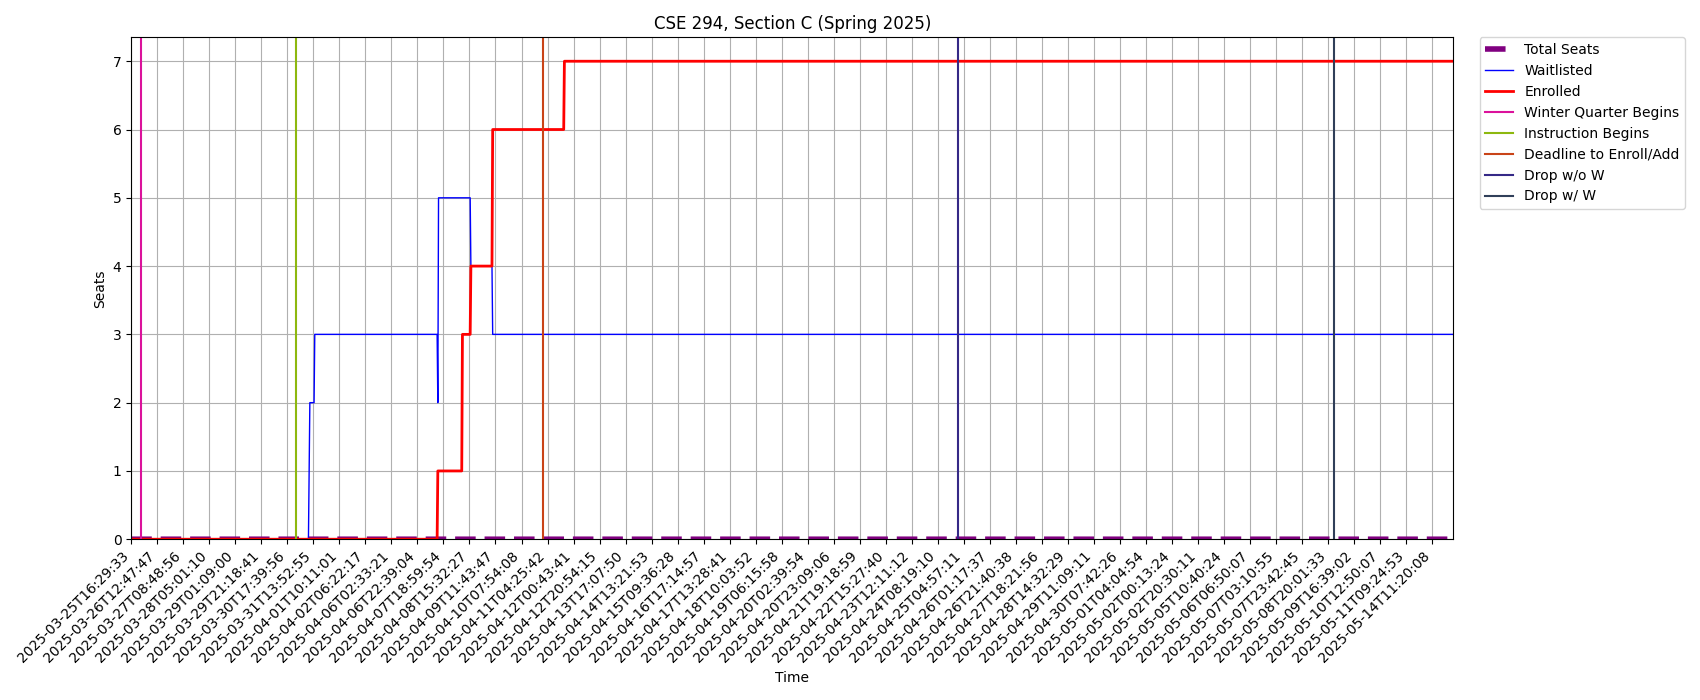 CSE 294, Section C (Spring 2025)
Total Seats
Waitlisted
Enrolled
Winter Quarter Begins
Instruction Begins
Deadline to Enroll/Add
Drop w/o W
Drop w/ W
Seats
7
6
5
4
3
2
1
0
2025-03-25T16:29:33
2025-03-26T12:47:47
2025-03-27T08:48:56
2025-03-28T05:01:10
2025-03-29T01:09:00
2025-03-29T21:18:41
2025-03-30T17:39:56
2025-03-31T13:52:55
2025-04-01T10:11:01
2025-04-02T06:22:17
2025-04-06T02:33:21
2025-04-06T22:39:04
2025-04-07T18:59:54
2025-04-08T15:32:27
2025-04-09T11:43:47
2025-04-10T07:54:08
2025-04-11T04:25:42
2025-04-12T00:43:41
2025-04-12T20:54:15
2025-04-13T17:07:50
2025-04-14T13:21:53
2025-04-15T09:36:28
2025-04-16T17:14:57
2025-04-17T13:28:41
2025-04-18T10:03:52
2025-04-19T06:15:58
2025-04-20T02:39:54
2025-04-20T23:09:06
2025-04-21T19:18:59
2025-04-22T15:27:40
2025-04-23T12:11:12
2025-04-24T08:19:10
2025-04-25T04:57:11
2025-04-26T01:17:37
2025-04-26T21:40:38
2025-04-27T18:21:56
2025-04-28T14:32:29
2025-04-29T11:09:11
2025-04-30T07:42:26
2025-05-01T04:04:54
2025-05-02T00:13:24
2025-05-02T20:30:11
2025-05-05T10:40:24
2025-05-06T06:50:07
2025-05-07T03:10:55
2025-05-07T23:42:45
2025-05-08T20:01:33
2025-05-09T16:39:02
2025-05-10T12:50:07
2025-05-11T09:24:53
2025-05-14T11:20:08
Time